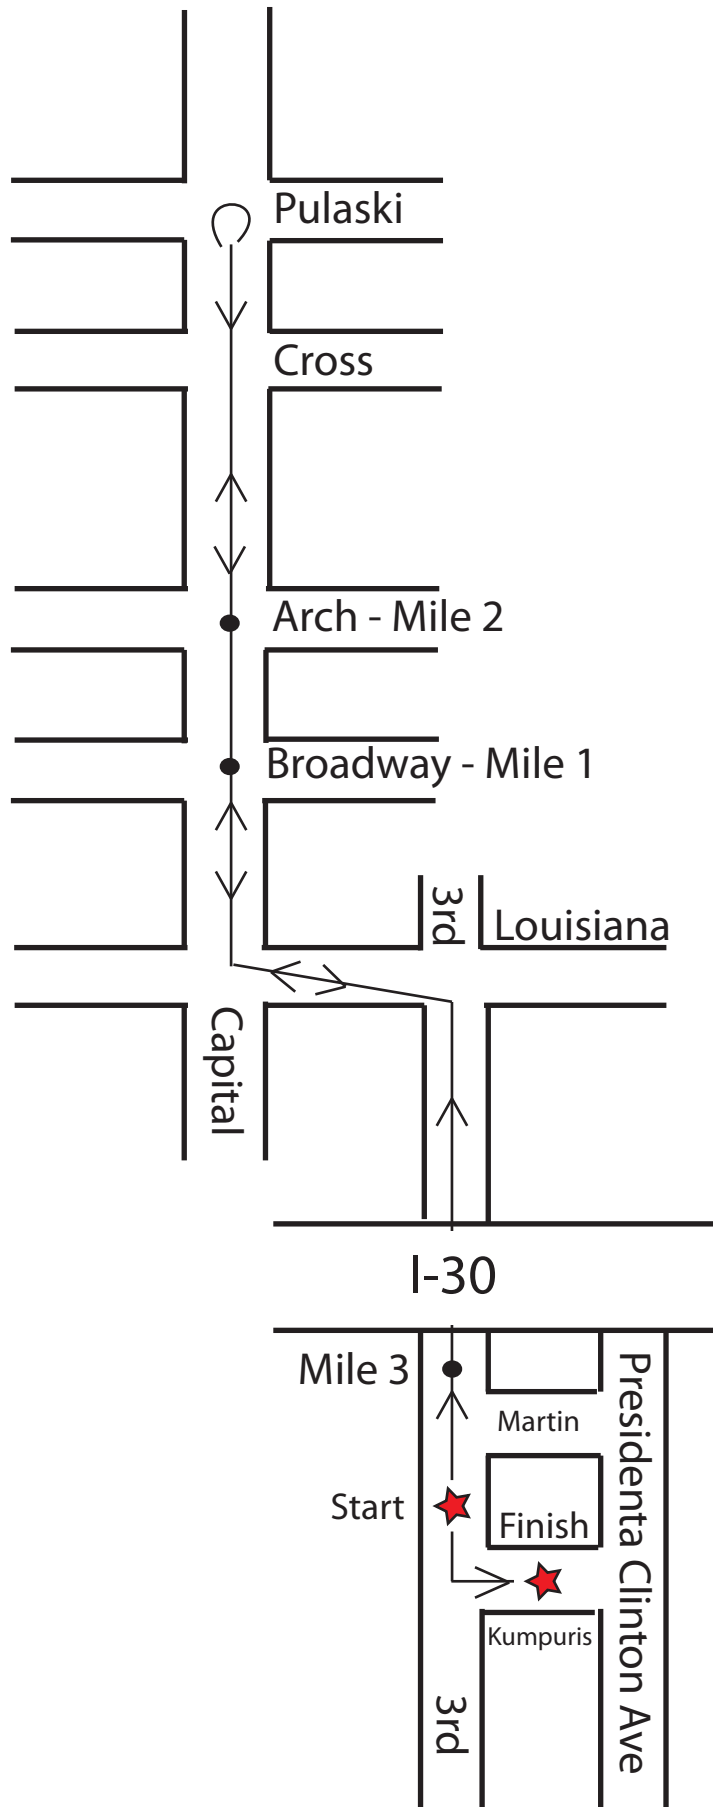 Pulaski
Cross
Arch - Mile 2
Broadway - Mile 1
3rd
Louisiana
Capital
I-30
Mile 3
Martin
Presidenta Clinton Ave
Start
Finish
Kumpuris
3rd